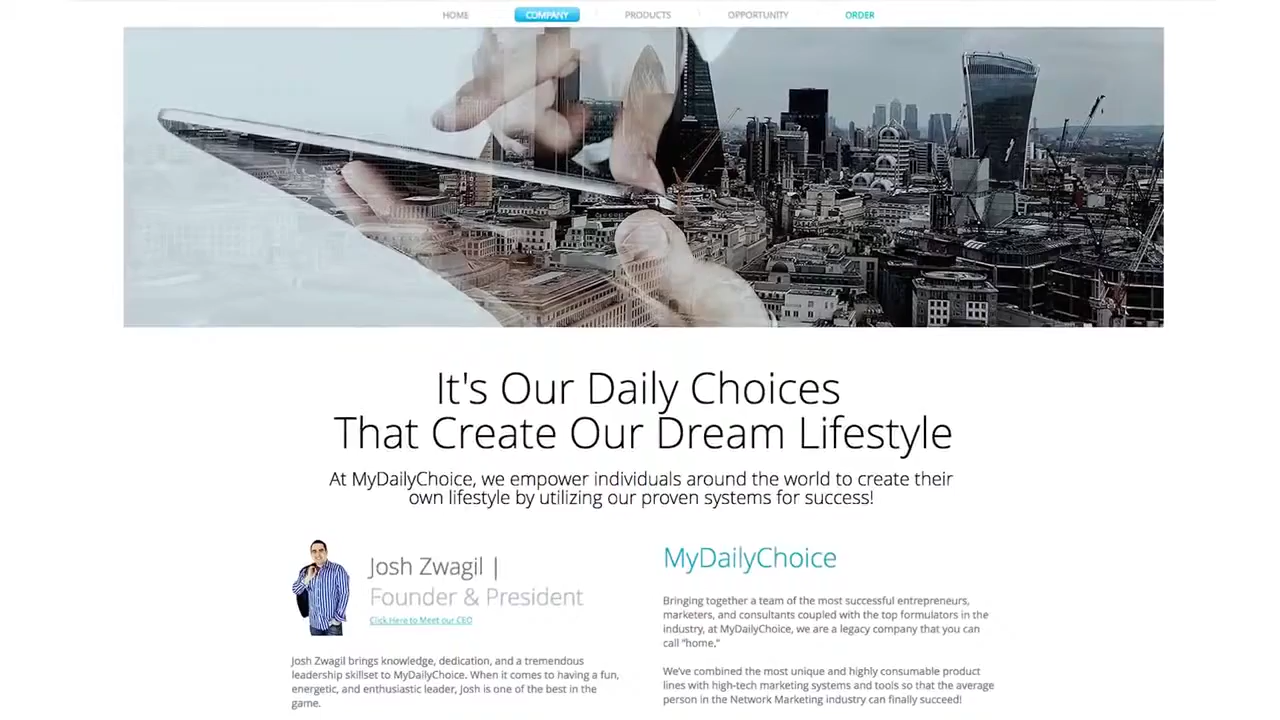 HOME COMPANY PRODUCTS OPPORTUNITY ORDER
It's Our Daily Choices
That Create Our Dream Lifestyle
At MyDailyChoice, we empower individuals around the world to create their
own lifestyle by utilizing our proven systems for success!
Josh Zwagil |
Founder & President
Click Here to Meet our CEO
Josh Zwagil brings knowledge, dedication, and a tremendous
leadership skillset to MyDailyChoice. When it comes to having a fun,
energetic, and enthusiastic leader, Josh is one of the best in the
game.
MyDailyChoice
Bringing together a team of the most successful entrepreneurs,
marketers, and consultants coupled with the top formulators in the
industry, at MyDailyChoice, we are a legacy company that you can
call "home,"
We've combined the most unique and highly consumable product
lines with high-tech marketing systems and tools so that the average
person in the Network Marketing industry can finally succeed!